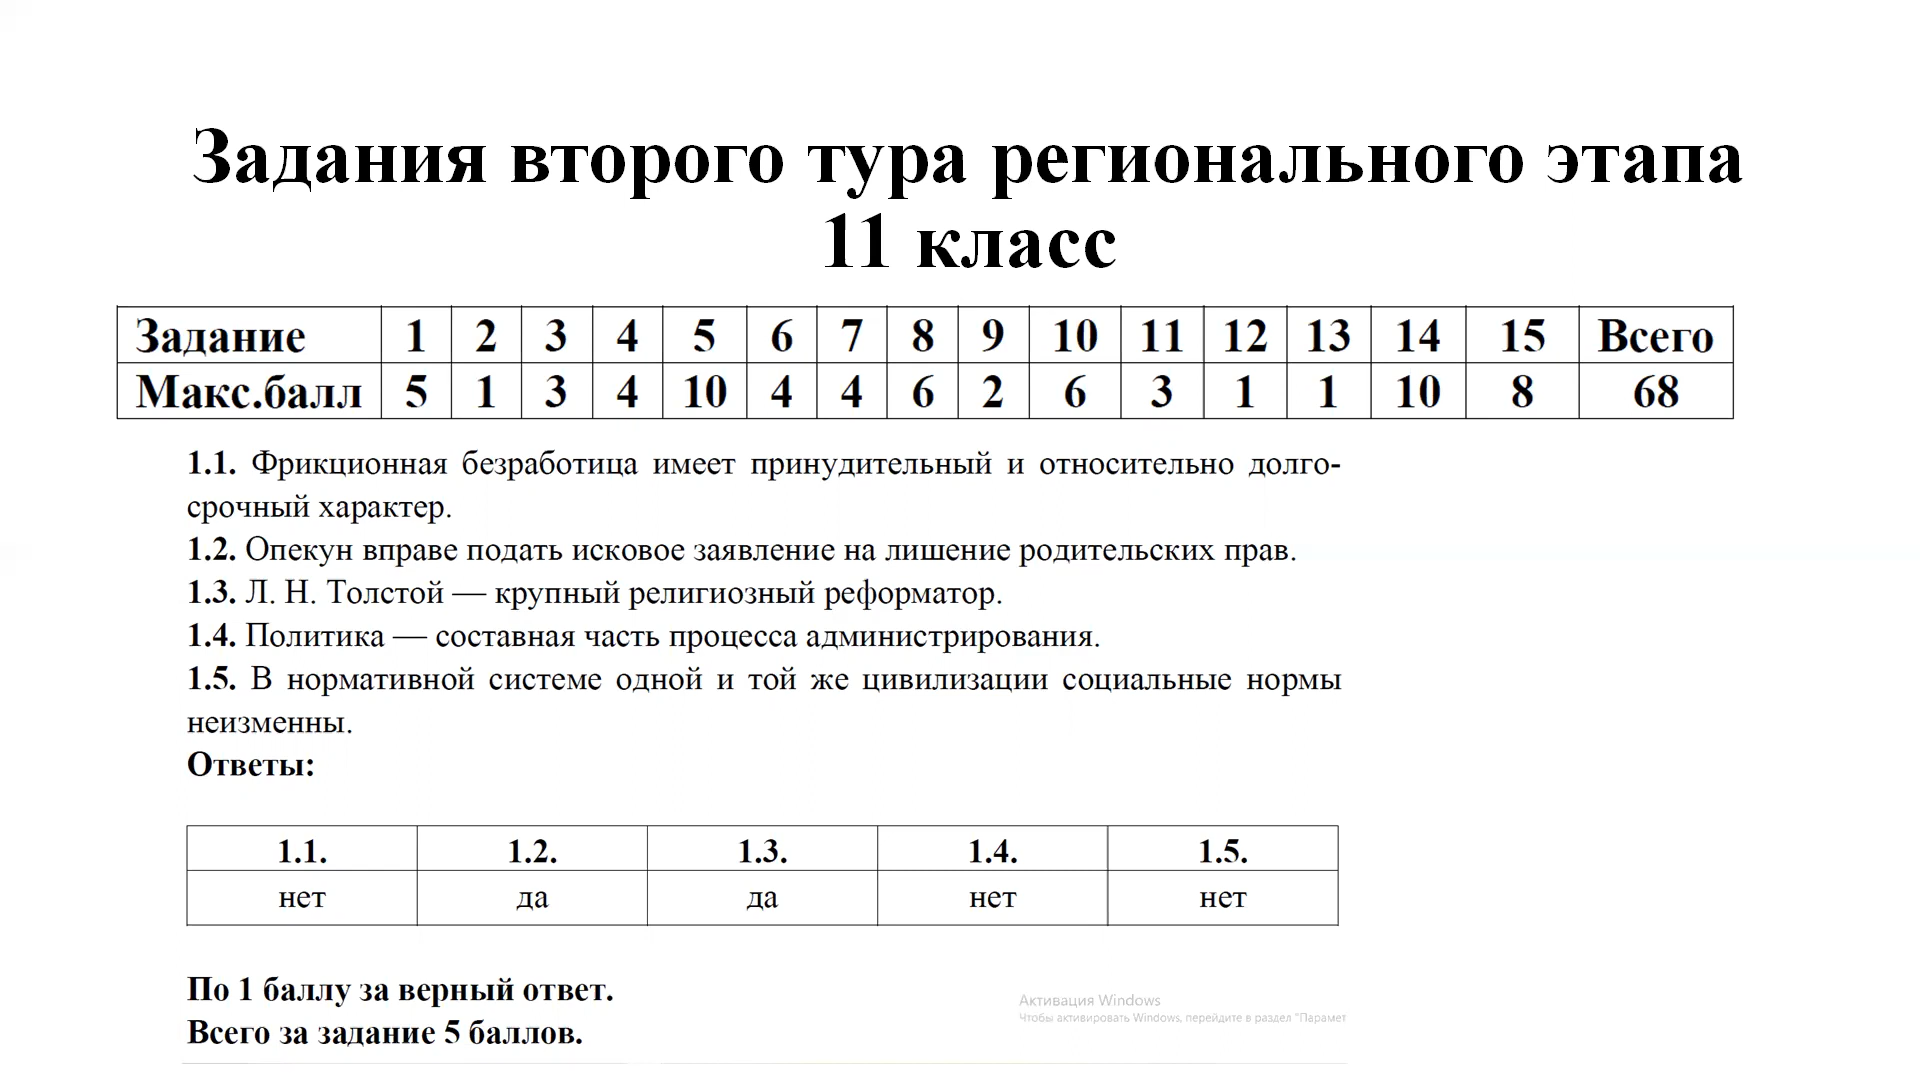 Задания второго тура регионального этапа
11 класс
Задание 1 2 3 4 5 6 7 8 9 10 11 12 13 14 15 Всего
Макс.балл 5 1 3 4 10 4 4 6 2 6 3 1 1 10 8 68
1.1. Фрикционная безработица имеет принудительный и относительно долго-
срочный характер.
1.2. Опекун вправе подать исковое заявление на лишение родительских прав.
1.3. Л. Н. Толстой — крупный религиозный реформатор.
1.4. Политика — составная часть процесса администрирования.
1.5. В нормативной системе одной и той же цивилизации социальные нормы
неизменны.
Ответы:
1.1. 1.2. 1.3. 1.4. 1.5.
нет да да нет нет
По 1 баллу за верный ответ.
Всего за задание 5 баллов.
Активация Windows
Чтобы активировать Windows, перейдите в раздел "Парамет